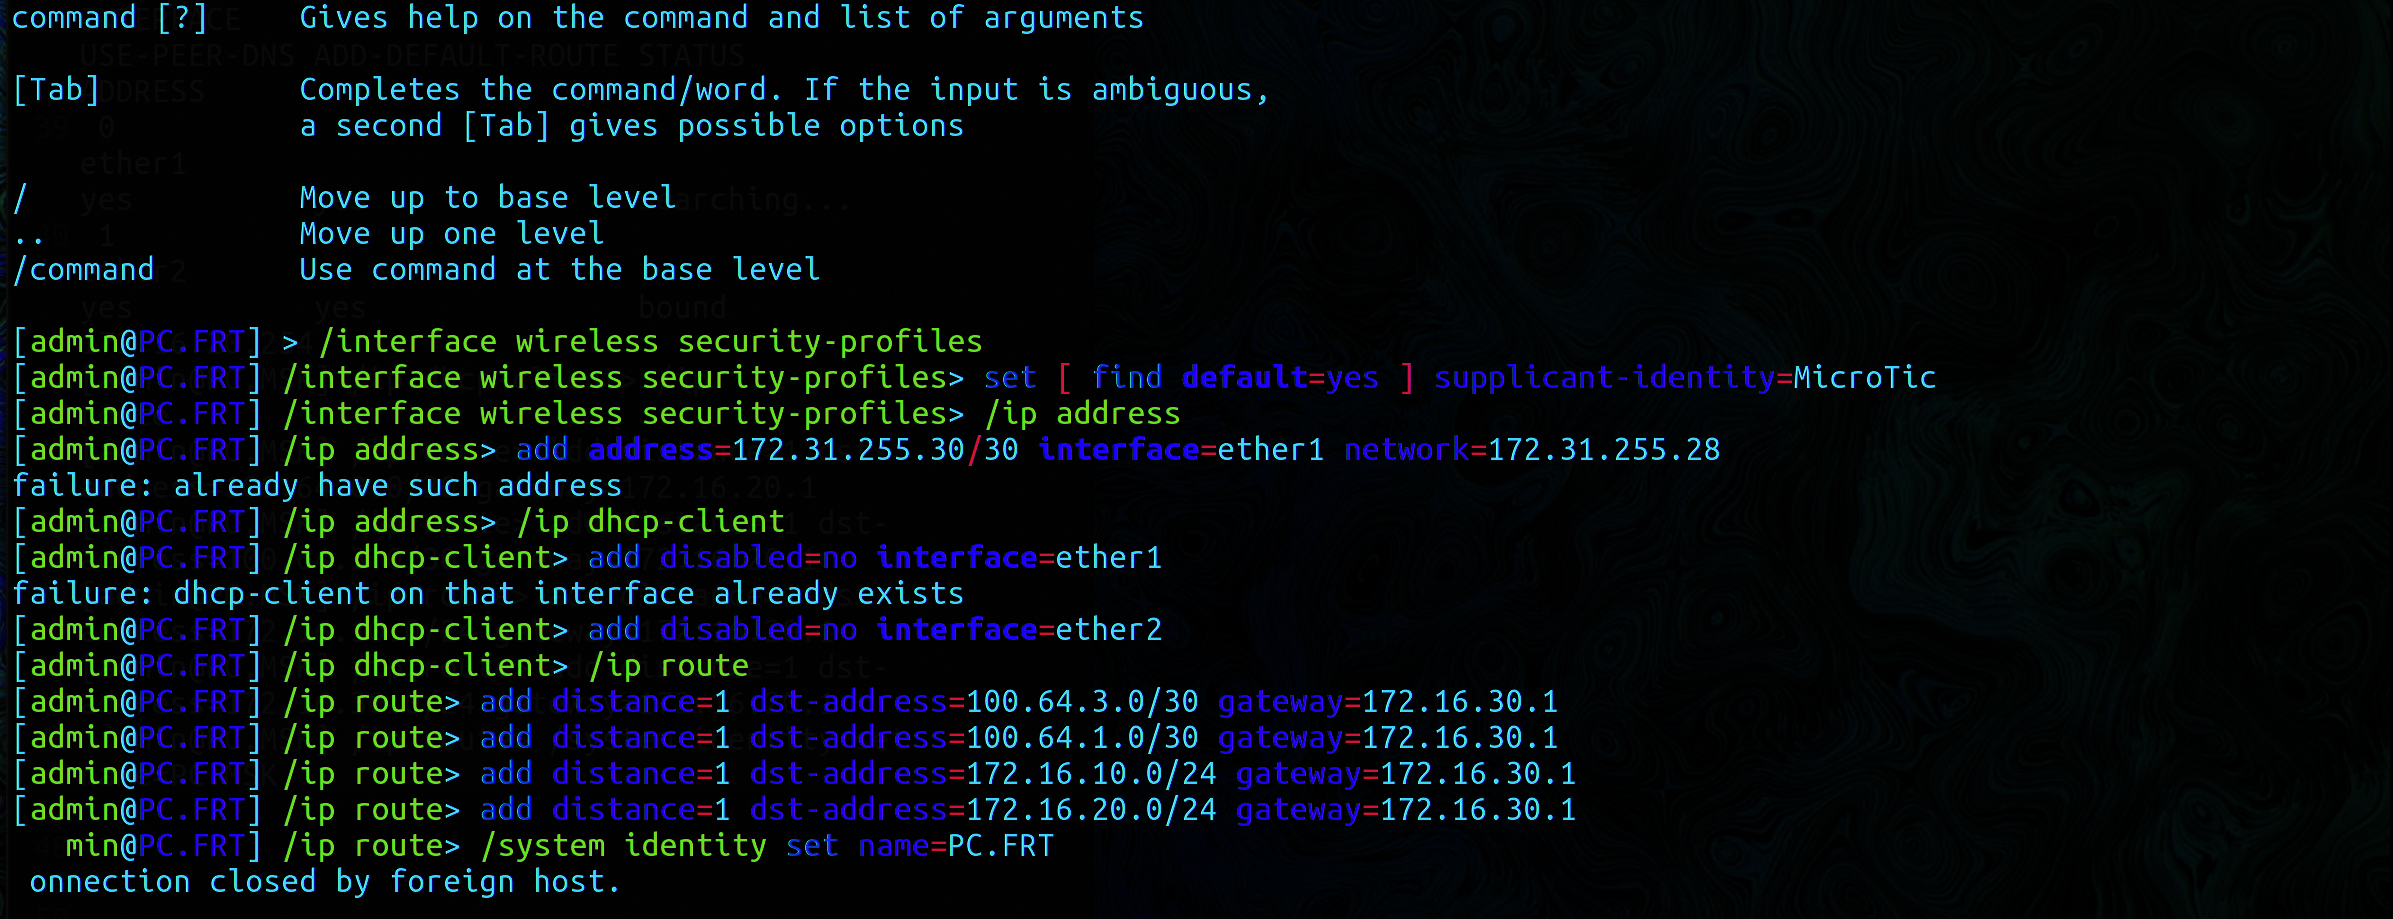 command [?]     Gives help on the command and list of arguments
USE-PEER-DNS ADD-DEFAULT-ROUTE STATUS
[Tab]           Completes the command/word. If the input is ambiguous,
                a second [Tab] gives possible options
ether1
/               Move up to base level
..              Move up one level
/command        Use command at the base level
yes yes bound
[admin@PC.FRT] > /interface wireless security-profiles
[admin@PC.FRT] /interface wireless security-profiles> set [ find default=yes ] supplicant-identity=MicroTic
[admin@PC.FRT] /interface wireless security-profiles> /ip address
[admin@PC.FRT] /ip address> add address=172.31.255.30/30 interface=ether1 network=172.31.255.28
failure: already have such address
[admin@PC.FRT] /ip address> /ip dhcp-client
[admin@PC.FRT] /ip dhcp-client> add disabled=no interface=ether1
failure: dhcp-client on that interface already exists
[admin@PC.FRT] /ip dhcp-client> add disabled=no interface=ether2
[admin@PC.FRT] /ip dhcp-client> /ip route
[admin@PC.FRT] /ip route> add distance=1 dst-address=100.64.3.0/30 gateway=172.16.30.1
[admin@PC.FRT] /ip route> add distance=1 dst-address=100.64.1.0/30 gateway=172.16.30.1
[admin@PC.FRT] /ip route> add distance=1 dst-address=172.16.10.0/24 gateway=172.16.30.1
[admin@PC.FRT] /ip route> add distance=1 dst-address=172.16.20.0/24 gateway=172.16.30.1
min@PC.FRT] /ip route> /system identity set name=PC.FRT
onnection closed by foreign host.